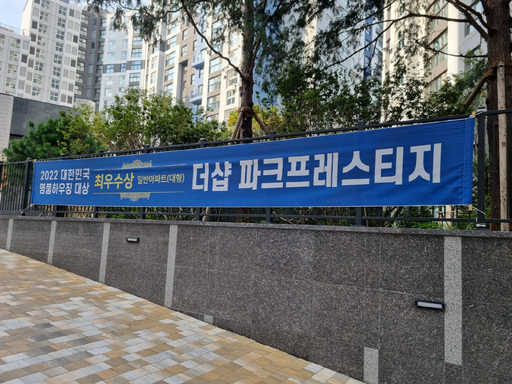 2022 대한민국
명품하우징 대상
최우수상 일반아파트(대형)
더샵 파크프레스티지